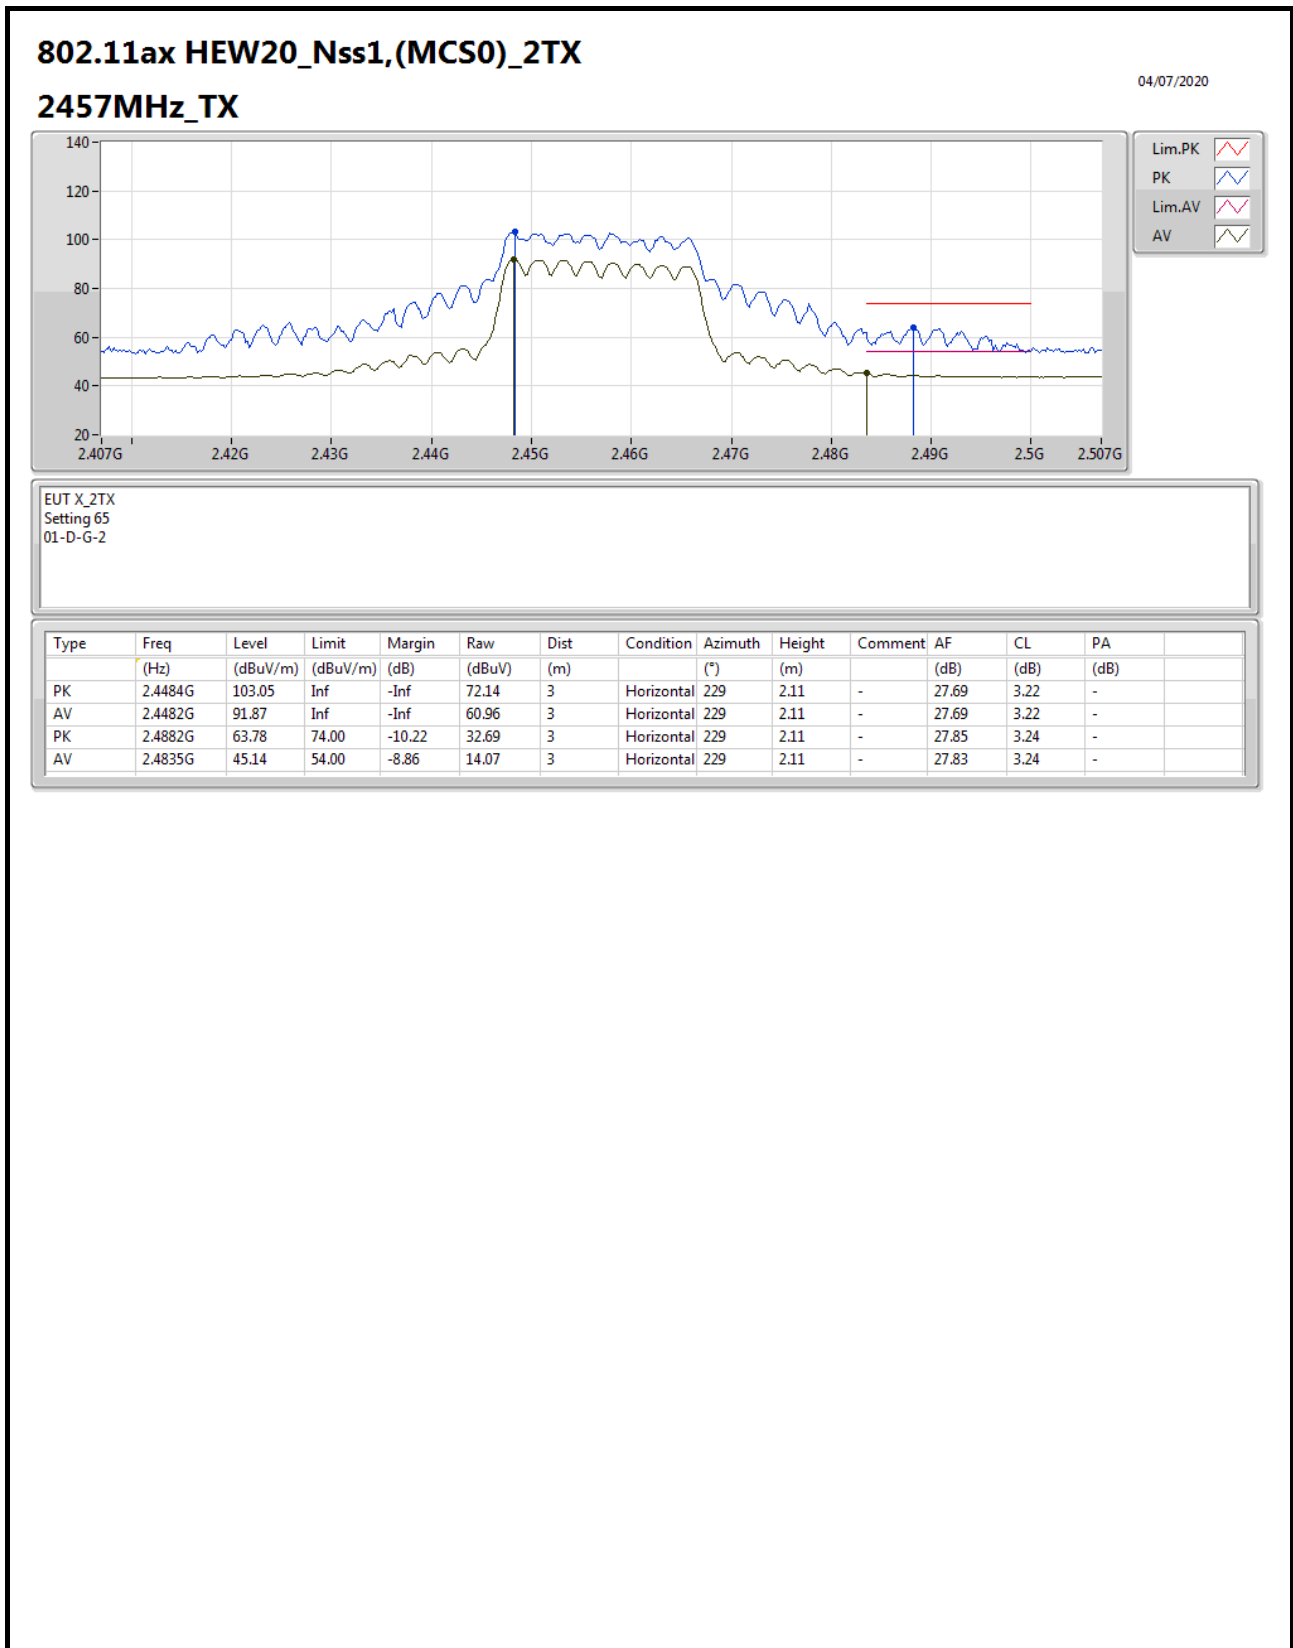 802.11ax HEW20_Nss1,(MCS0)_2TX
04/07/2020
2457MHz_TX
140
120
100
80
60
40
20
2.407G 2.42G 2.43G 2.44G 2.45G 2.46G 2.47G 2.48G 2.49G 2.5G 2.507G
Lim.PK
PK
Lim.AV
AV
EUT X_2TX
Setting 65
01-D-G-2
Type Freq Level Limit Margin Raw Dist Condition Azimuth Height Comment AF CL PA
(Hz) (dBuV/m) (dBuV/m) (dB) (dBuV) (m) (°) (m) (dB) (dB) (dB)
PK 2.4484G 103.05 Inf -Inf 72.14 3 Horizontal 229 2.11 - 27.69 3.22 -
AV 2.4482G 91.87 Inf -Inf 60.96 3 Horizontal 229 2.11 - 27.69 3.22 -
PK 2.4882G 63.78 74.00 -10.22 32.69 3 Horizontal 229 2.11 - 27.85 3.24 -
AV 2.4835G 45.14 54.00 -8.86 14.07 3 Horizontal 229 2.11 - 27.83 3.24 -